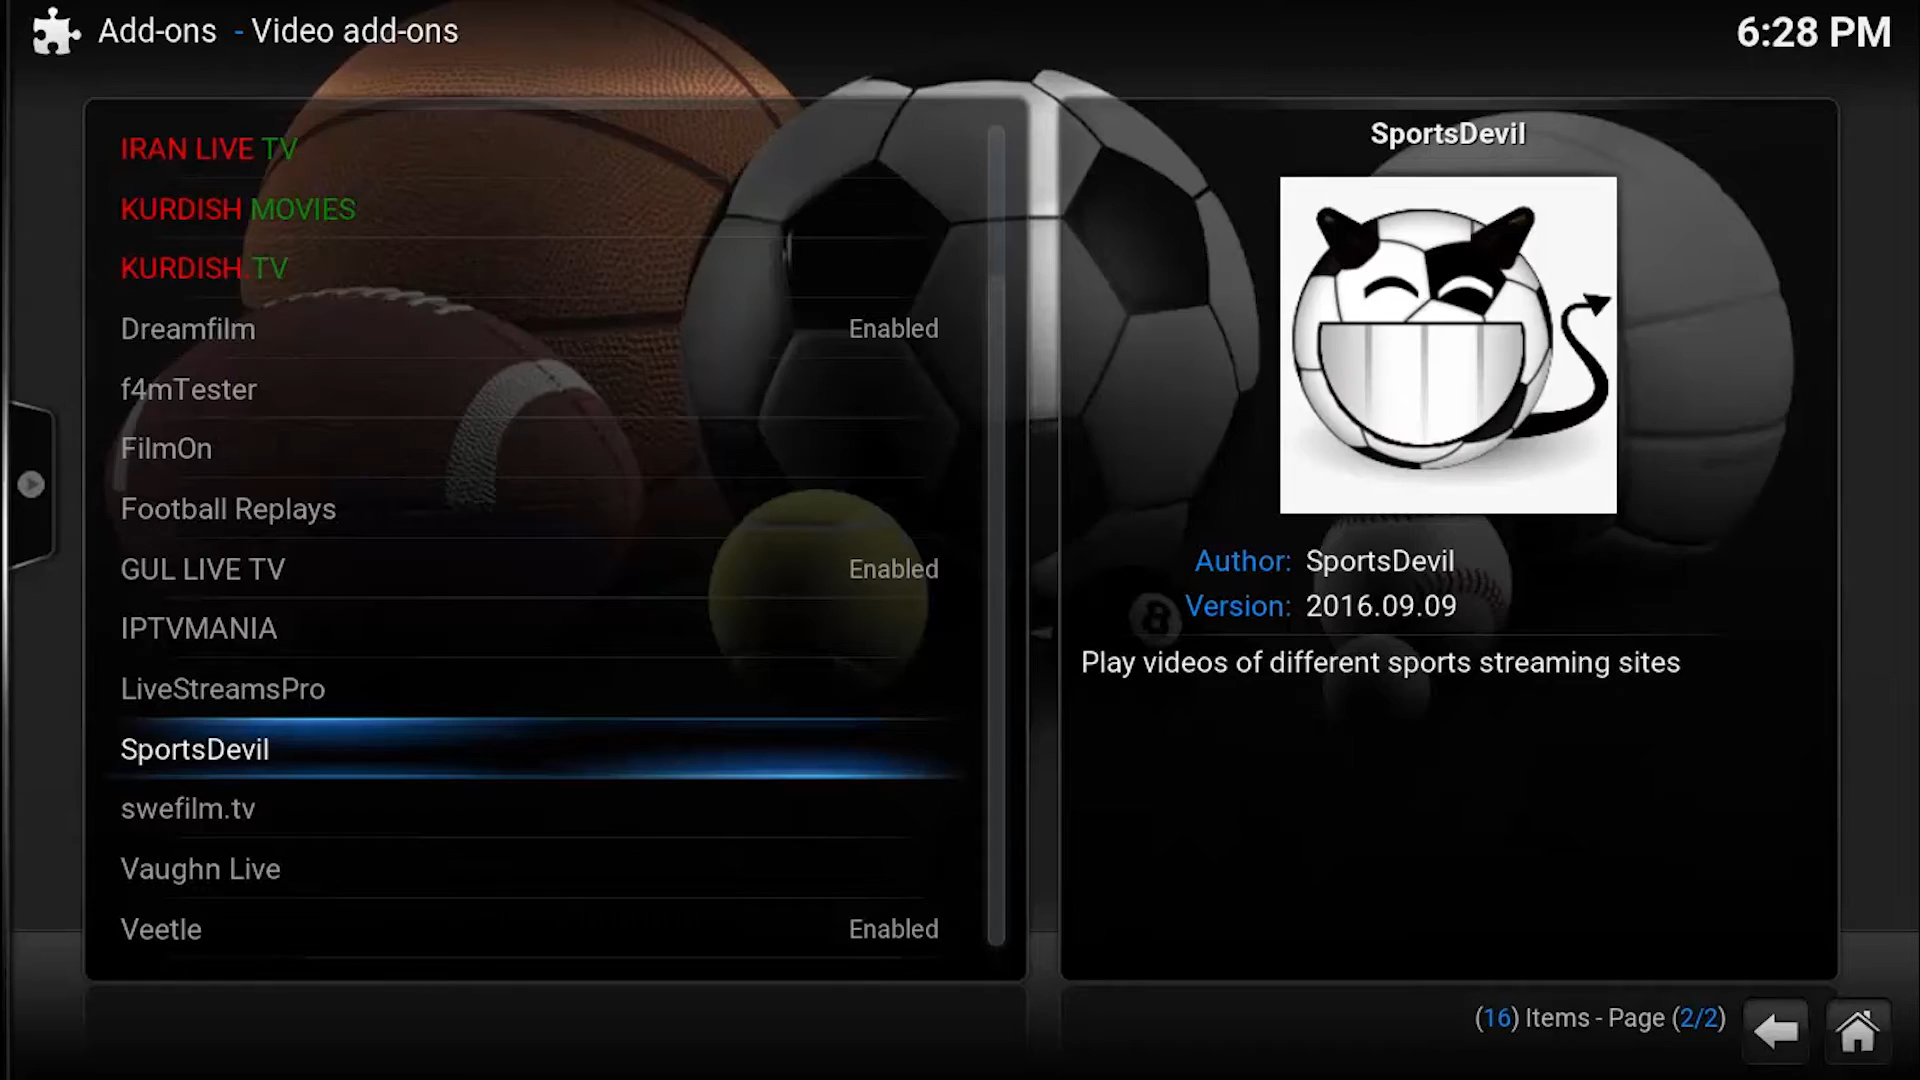 Add-ons - Video add-ons
6:28 PM
IRAN LIVE TV
KURDISH MOVIES
KURDISH.TV
Dreamfilm Enabled
f4mTester
FilmOn
Football Replays
GUL LIVE TV Enabled
IPTVMANIA
LiveStreamsPro
SportsDevil
swefilm.tv
Vaughn Live
Veetle Enabled
SportsDevil
Author: SportsDevil
8
Version: 2016.09.09
Play videos of different sports streaming sites
(16) Items - Page (2/2)